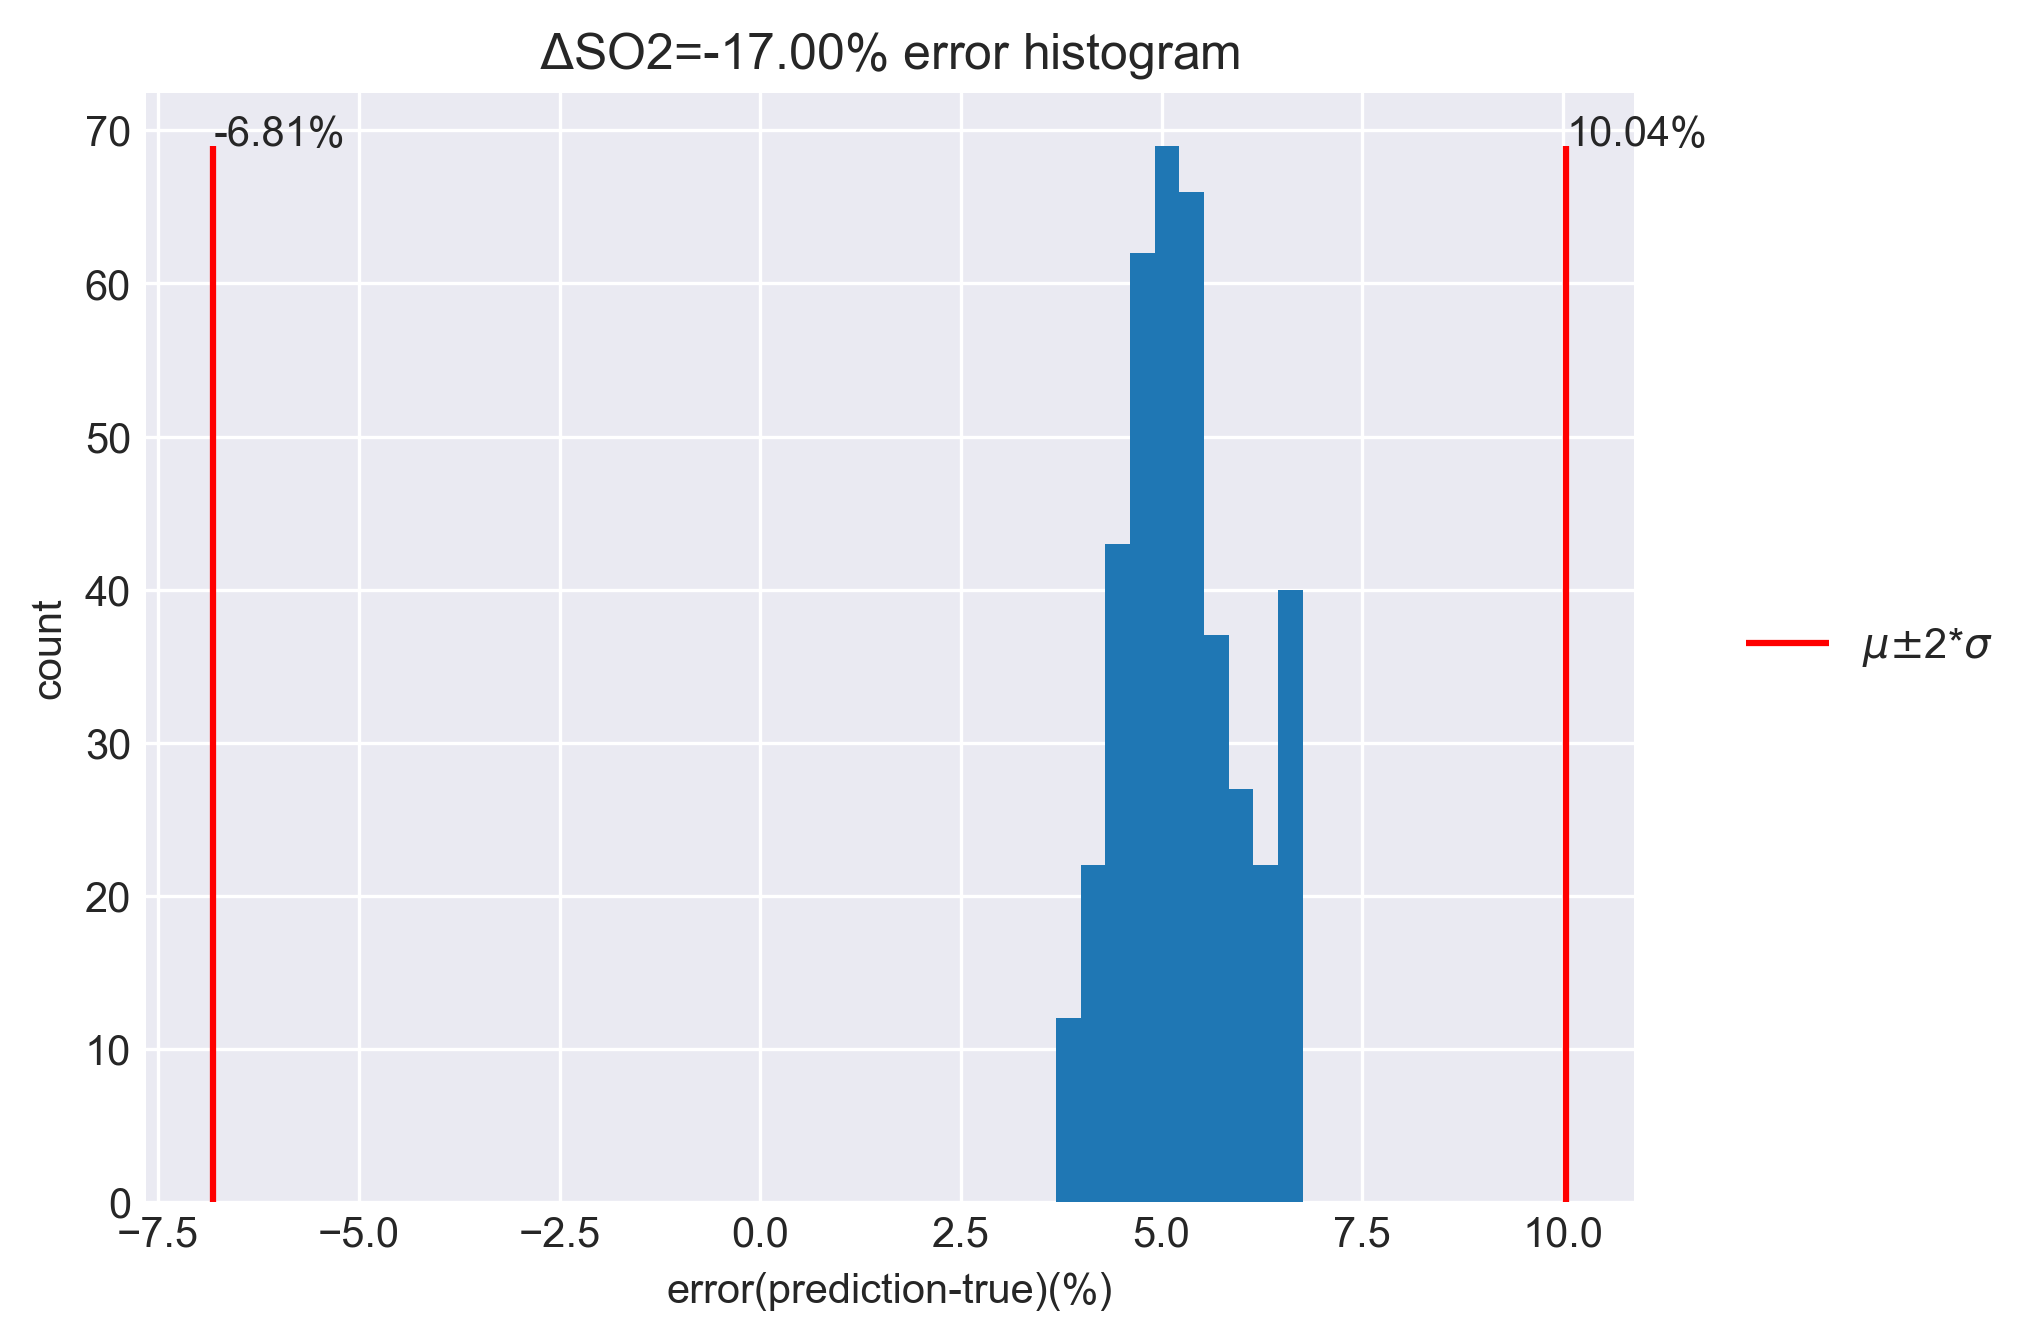 ΔSO2=-17.00% error histogram
-6.81%
10.04%
70
60
50
40
30
20
10
0
count
μ±2*σ
−7.5 −5.0 −2.5 0.0 2.5 5.0 7.5 10.0
error(prediction-true)(%)